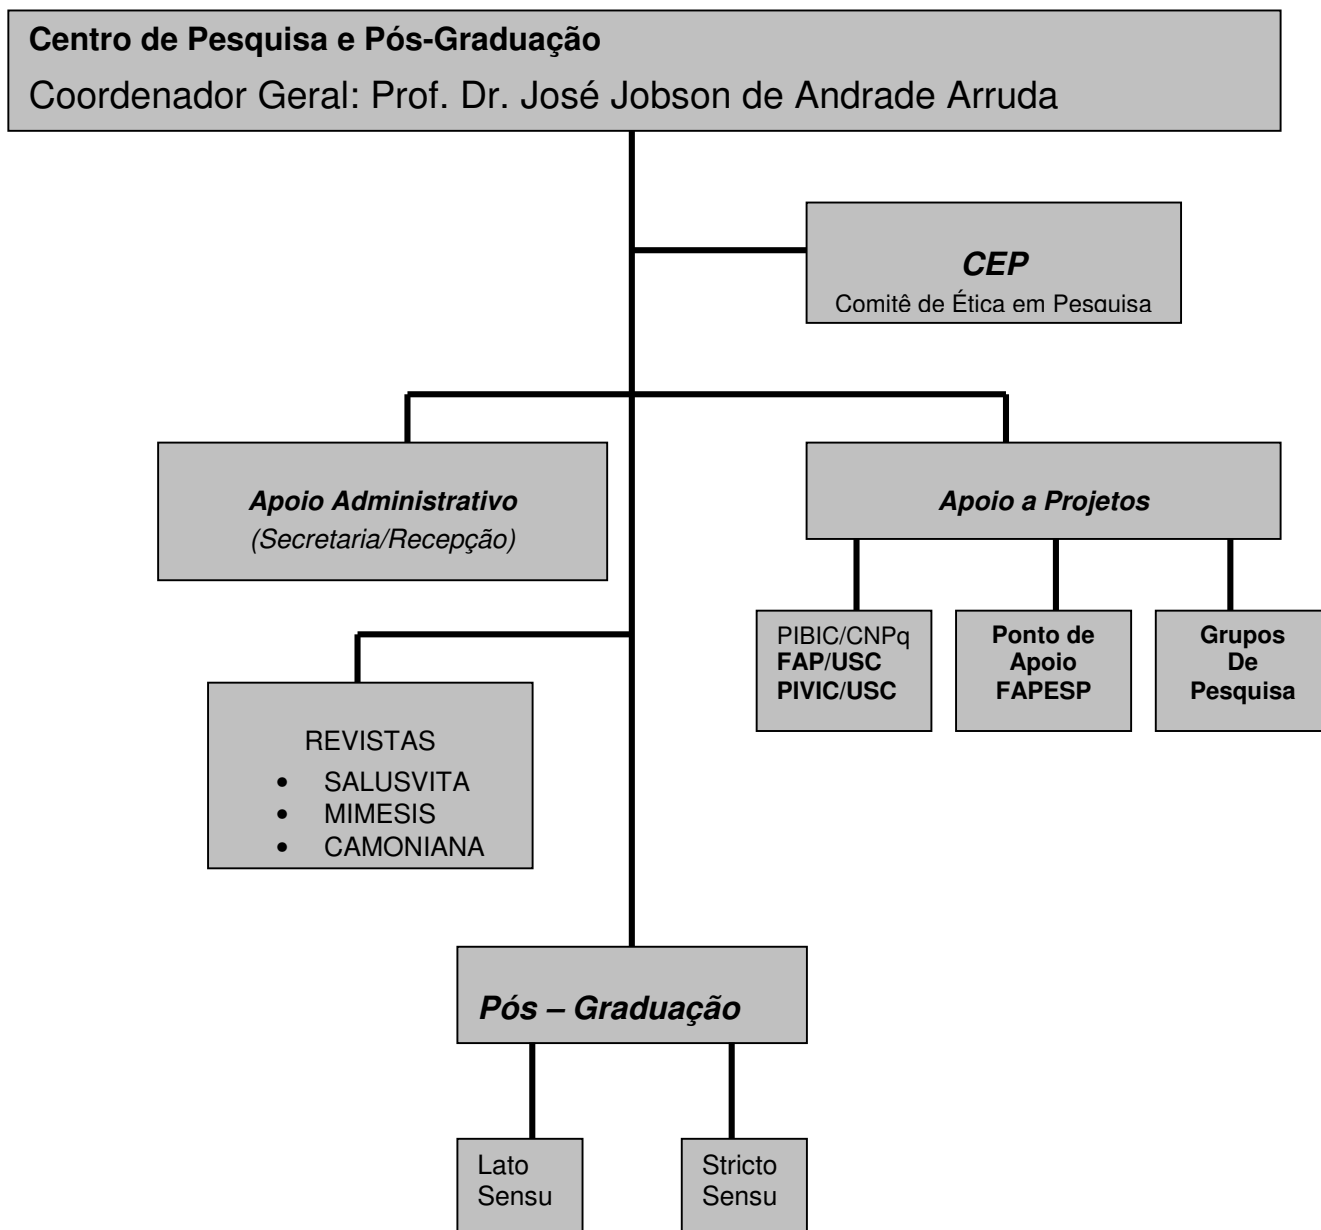 Centro de Pesquisa e Pós-Graduação
Coordenador Geral: Prof. Dr. José Jobson de Andrade Arruda
CEP
Comitê de Ética em Pesquisa
Apoio Administrativo
(Secretaria/Recepção)
Apoio a Projetos
PIBIC/CNPq
FAP/USC
PIVIC/USC
Ponto de
Apoio
FAPESP
Grupos
De
Pesquisa
REVISTAS
• SALUSVITA
• MIMESIS
• CAMONIANA
Pós – Graduação
Lato
Sensu
Stricto
Sensu